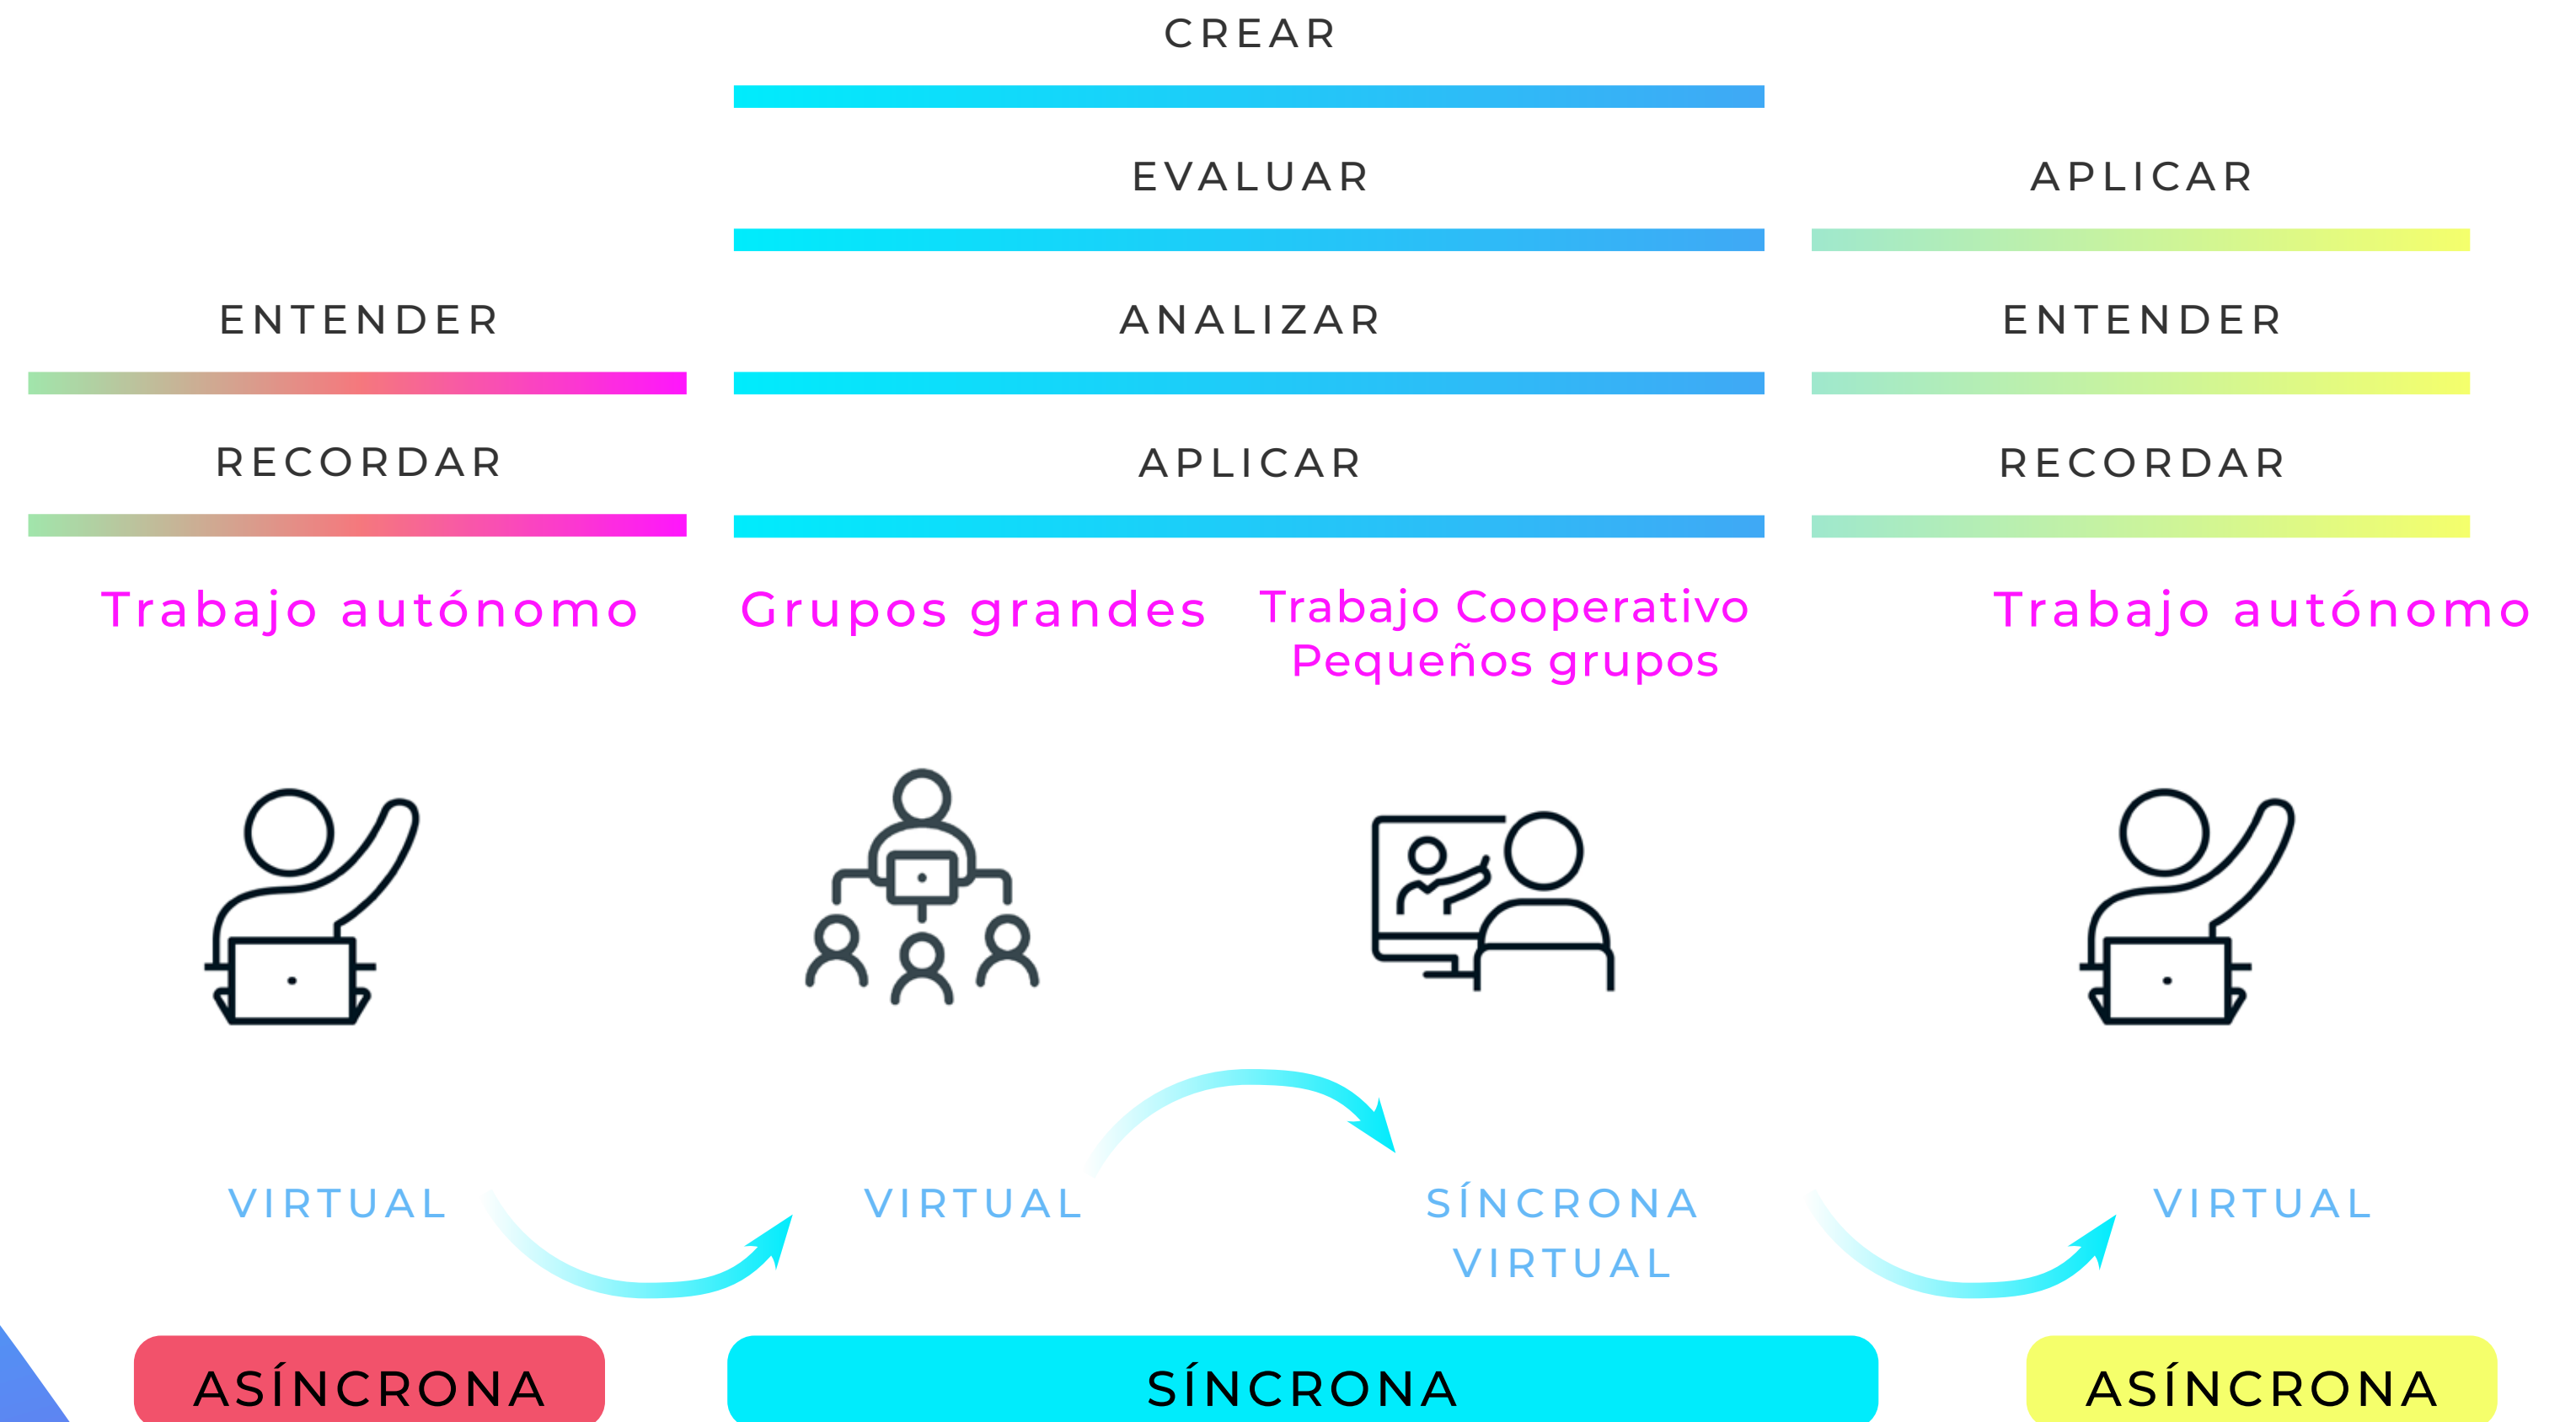 CREAR
EVALUAR
APLICAR
ENTENDER
ANALIZAR
ENTENDER
RECORDAR
APLICAR
RECORDAR
Trabajo autónomo
Grupos grandes
Trabajo Cooperativo
Pequeños grupos
Trabajo autónomo
VIRTUAL
VIRTUAL
SÍNCRONA
VIRTUAL
VIRTUAL
ASÍNCRONA
SÍNCRONA
ASÍNCRONA